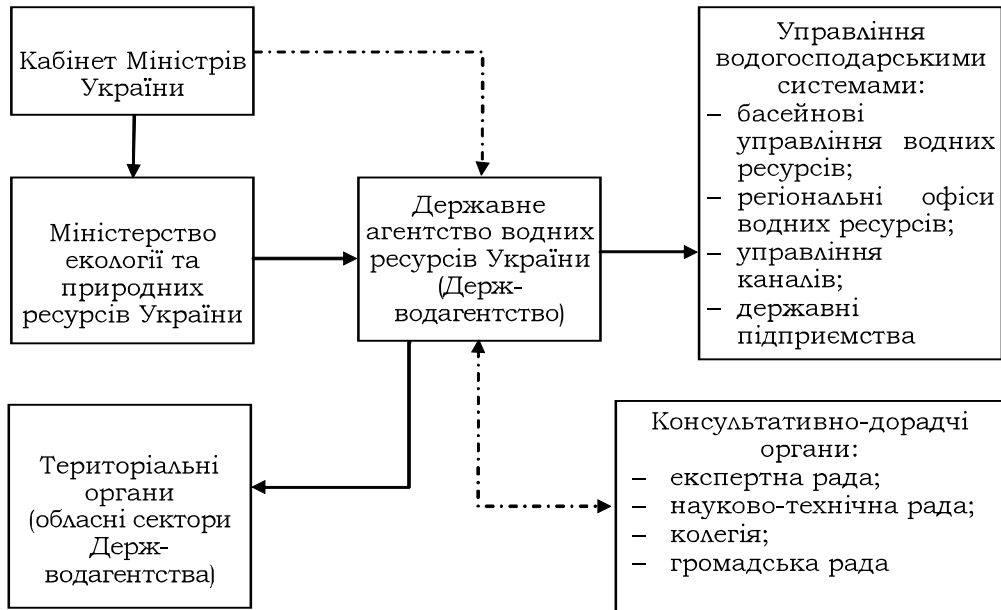 Кабінет Міністрів
України
Міністерство
екології та
природних
ресурсів України
Державне
агентство водних
ресурсів України
(Держ-
водагентство)
Управління
водогосподарськими
системами:
– басейнові
управління водних
ресурсів;
– регіональні офіси
водних ресурсів;
– управління
каналів;
– державні
підприємства
Територіальні
органи
(обласні сектори
Держ-
водагентства)
Консультативно-дорадчі
органи:
– експертна рада;
– науково-технічна рада;
– колегія;
– громадська рада